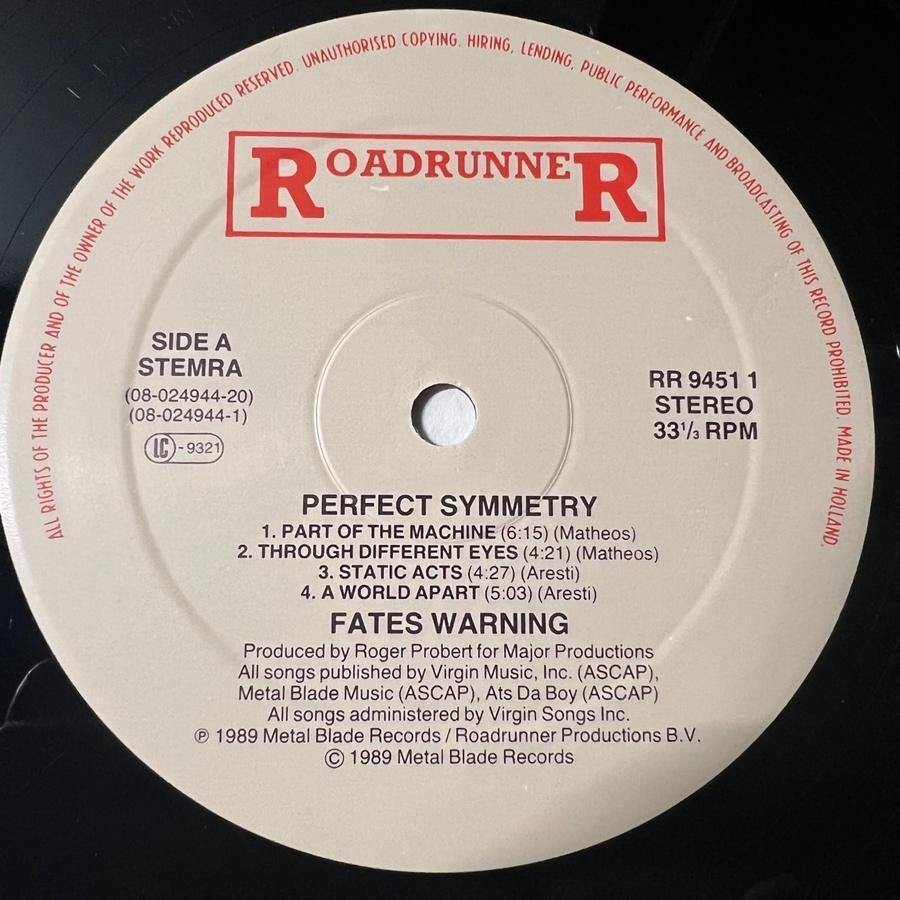 ALL RIGHTS OF THE PRODUCER AND OF THE OWNER OF THE WORK REPRODUCED RESERVED. UNAUTHORISED COPYING, HIRING, LENDING, PUBLIC PERFORMANCE AND BROADCASTING OF THIS RECORD PROHIBITED. MADE IN HOLLAND.
ROADRUNNER
SIDE A
STEMRA
(08-024944-20)
(08-024944-1)
LC - 9321
RR 9451 1
STEREO
33 1/3 RPM
PERFECT SYMMETRY
1. PART OF THE MACHINE (6:15) (Matheos)
2. THROUGH DIFFERENT EYES (4:21) (Matheos)
3. STATIC ACTS (4:27) (Aresti)
4. A WORLD APART (5:03) (Aresti)
FATES WARNING
Produced by Roger Probert for Major Productions
All songs published by Virgin Music, Inc. (ASCAP),
Metal Blade Music (ASCAP), Ats Da Boy (ASCAP)
All songs administered by Virgin Songs Inc.
℗ 1989 Metal Blade Records / Roadrunner Productions B.V.
© 1989 Metal Blade Records